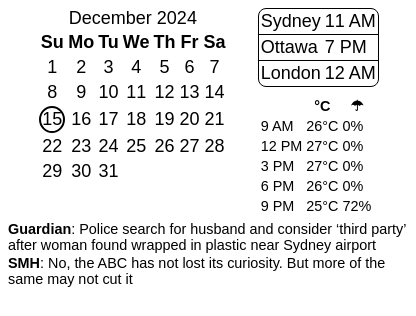 December 2024
Su Mo Tu We Th Fr Sa
1 2 3 4 5 6 7
8 9 10 11 12 13 14
15 16 17 18 19 20 21
22 23 24 25 26 27 28
29 30 31
Sydney 11 AM
Ottawa 7 PM
London 12 AM
°C ☂
9 AM 26°C 0%
12 PM 27°C 0%
3 PM 27°C 0%
6 PM 26°C 0%
9 PM 25°C 72%
Guardian: Police search for husband and consider ‘third party’
after woman found wrapped in plastic near Sydney airport
SMH: No, the ABC has not lost its curiosity. But more of the
same may not cut it